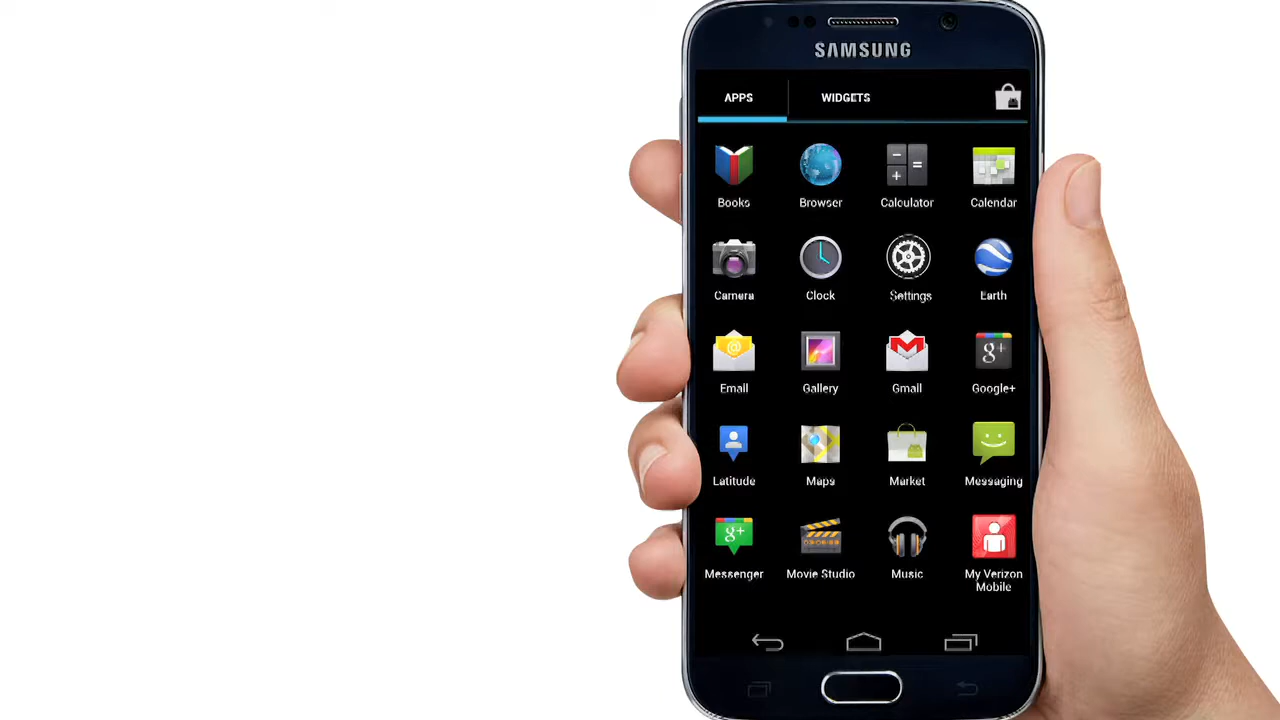 SAMSUNG
APPS WIDGETS
Books Browser Calculator Calendar
Camera Clock Settings Earth
Email Gallery Gmail Google+
Latitude Maps Market Messaging
Messenger Movie Studio Music My Verizon
Mobile